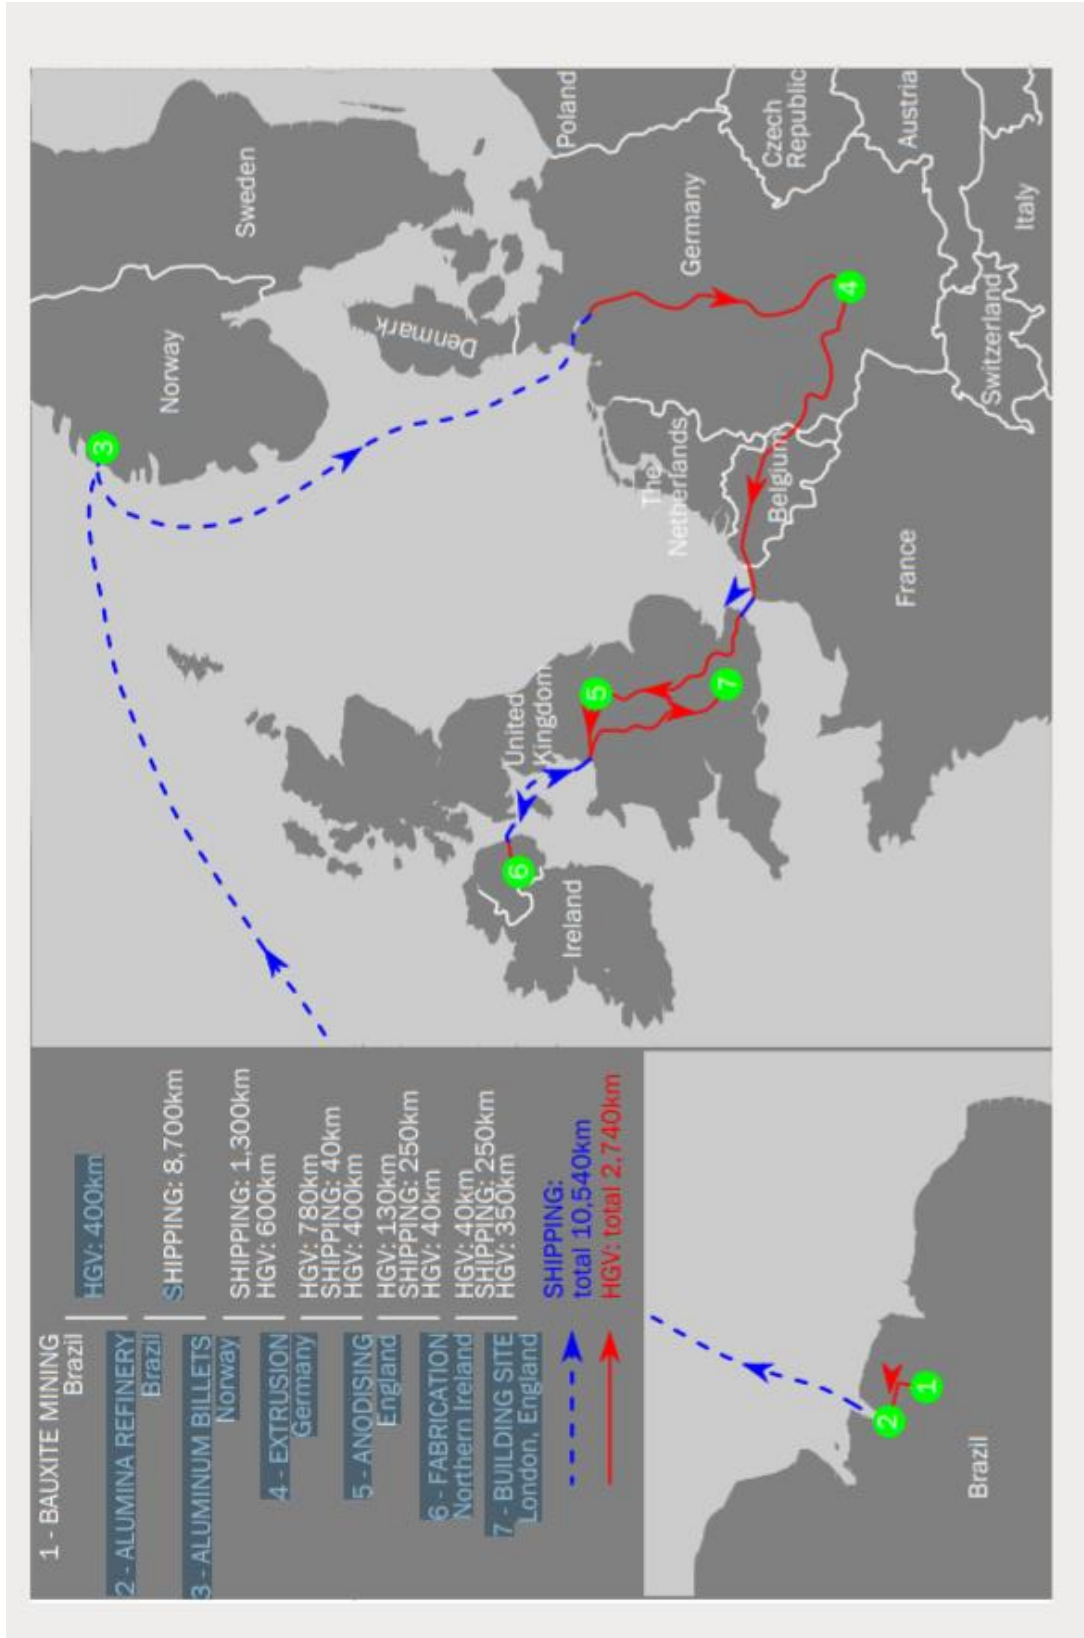 1 - BAUXITE MINING
Brazil
HGV: 400km
2 - ALUMINA REFINERY
Brazil
SHIPPING: 8,700km
3 - ALUMINUM BILLETS
Norway
SHIPPING: 1,300km
HGV: 600km
4 - EXTRUSION
Germany
HGV: 780km
SHIPPING: 40km
HGV: 400km
5 - ANODISING
England
HGV: 130km
SHIPPING: 250km
HGV: 40km
6 - FABRICATION
Northern Ireland
HGV: 40km
SHIPPING: 250km
HGV: 350km
7 - BUILDING SITE
London, England
SHIPPING:
total 10,540km
HGV: total 2,740km
Brazil
1
2
Norway
Sweden
3
Denmark
Poland
United
Kingdom
The
Netherlands
Germany
Czech
Republic
Ireland
Belgium
Austria
France
Switzerland
Italy
4
5
6
7